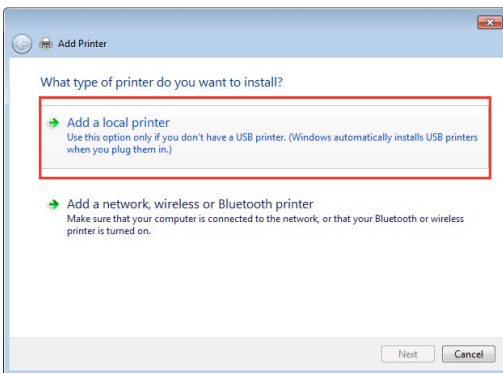 Add Printer
What type of printer do you want to install?
Add a local printer
Use this option only if you don't have a USB printer. (Windows automatically installs USB printers
when you plug them in.)
Add a network, wireless or Bluetooth printer
Make sure that your computer is connected to the network, or that your Bluetooth or wireless
printer is turned on.
Next
Cancel